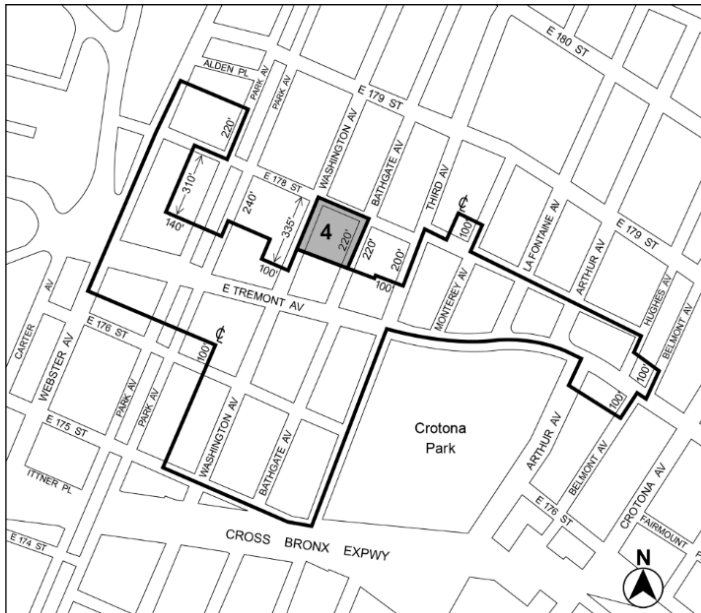 E 180 ST
ALDEN PL
PARK AV
PARK AV
E 179 ST
220'
WASHINGTON AV
BATHGATE AV
THIRD AV
E 178 ST
310'
240'
335'
℄
100'
140'
4
220'
220'
200'
100'
100'
LA FONTAINE AV
ARTHUR AV
E 179 ST
HUGHES AV
BELMONT AV
MONTEREY AV
E TREMONT AV
CARTER AV
WEBSTER AV
E 176 ST
℄
100'
PARK AV
PARK AV
100'
100'
WASHINGTON AV
BATHGATE AV
Crotona
Park
E 175 ST
ITTNER PL
E 174 ST
ARTHUR AV
BELMONT AV
CROTONA AV
E 176 ST
FAIRMOUNT
P
CROSS BRONX EXPWY
N